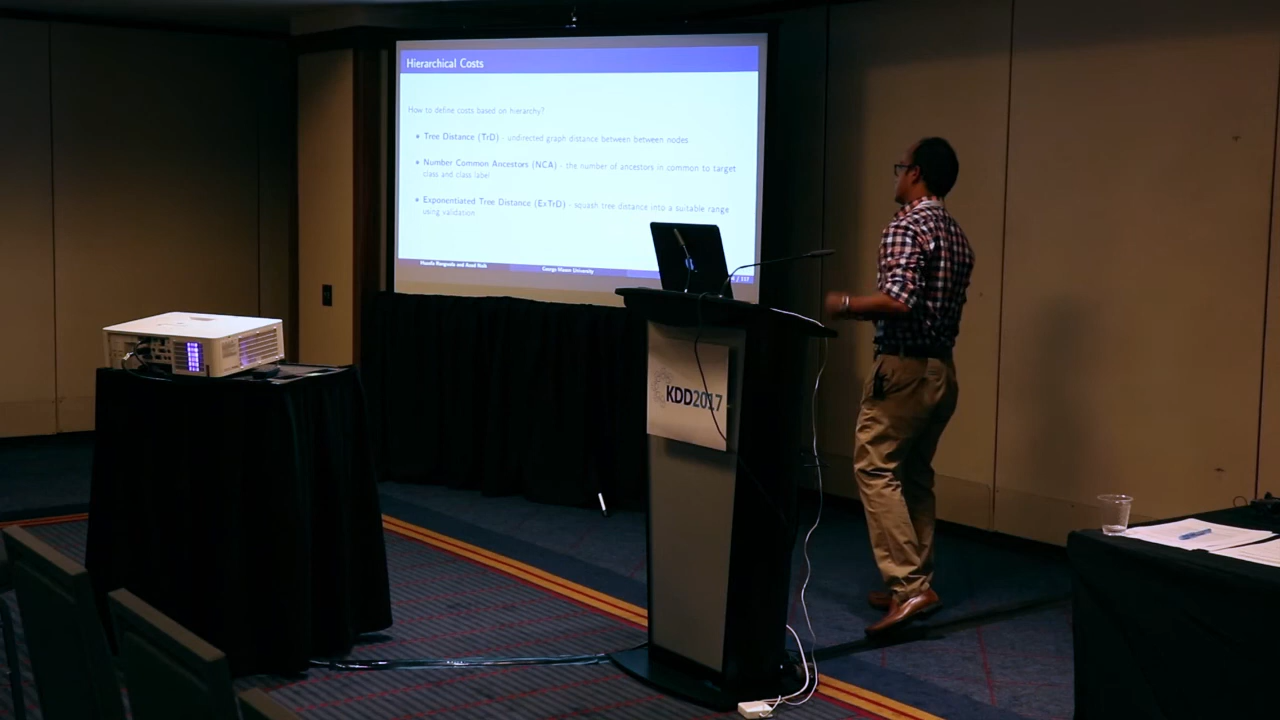 Hierarchical Costs
How to define costs based on hierarchy?
Tree Distance (TrD) - undirected graph distance between between nodes
Number Common Ancestors (NCA) - the number of ancestors in common to target
class and class label
Exponentiated Tree Distance (ExTrD) - squash tree distance into a suitable range
using validation
George Mason University
/ 117
KDD2017